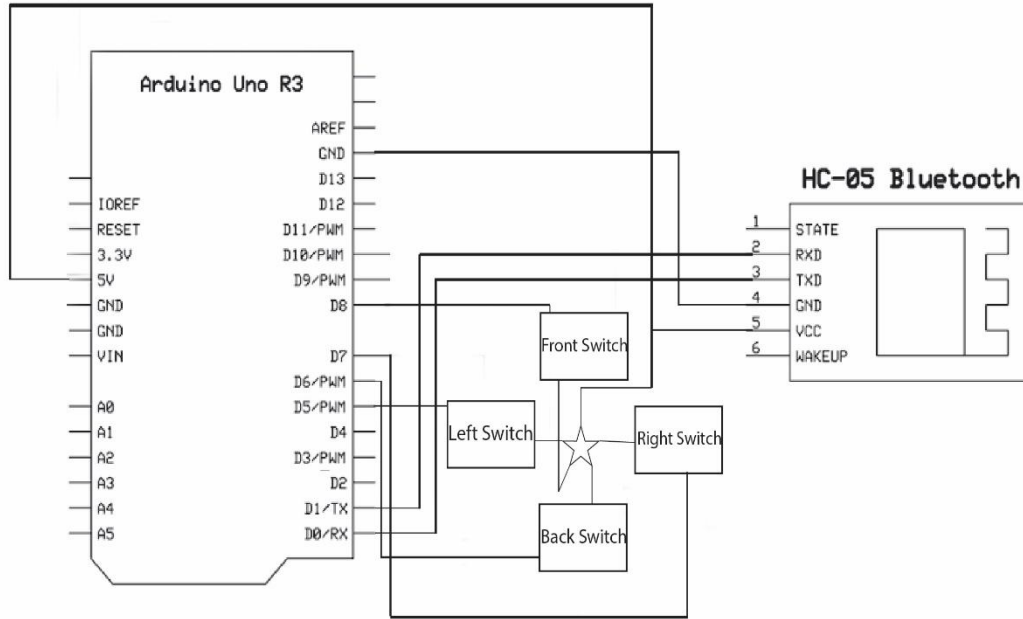 Arduino Uno R3
AREF
GND
D13
IOREF
D12
RESET
D11/PWM
3.3V
D10/PWM
5V
D9/PWM
GND
D8
GND
VIN
D7
D6/PWM
A0
D5/PWM
A1
D4
A2
D3/PWM
A3
D2
A4
D1/TX
A5
D0/RX
Front Switch
Left Switch
Right Switch
Back Switch
HC-05 Bluetooth
1 STATE
2 RXD
3 TXD
4 GND
5 VCC
6 WAKEUP